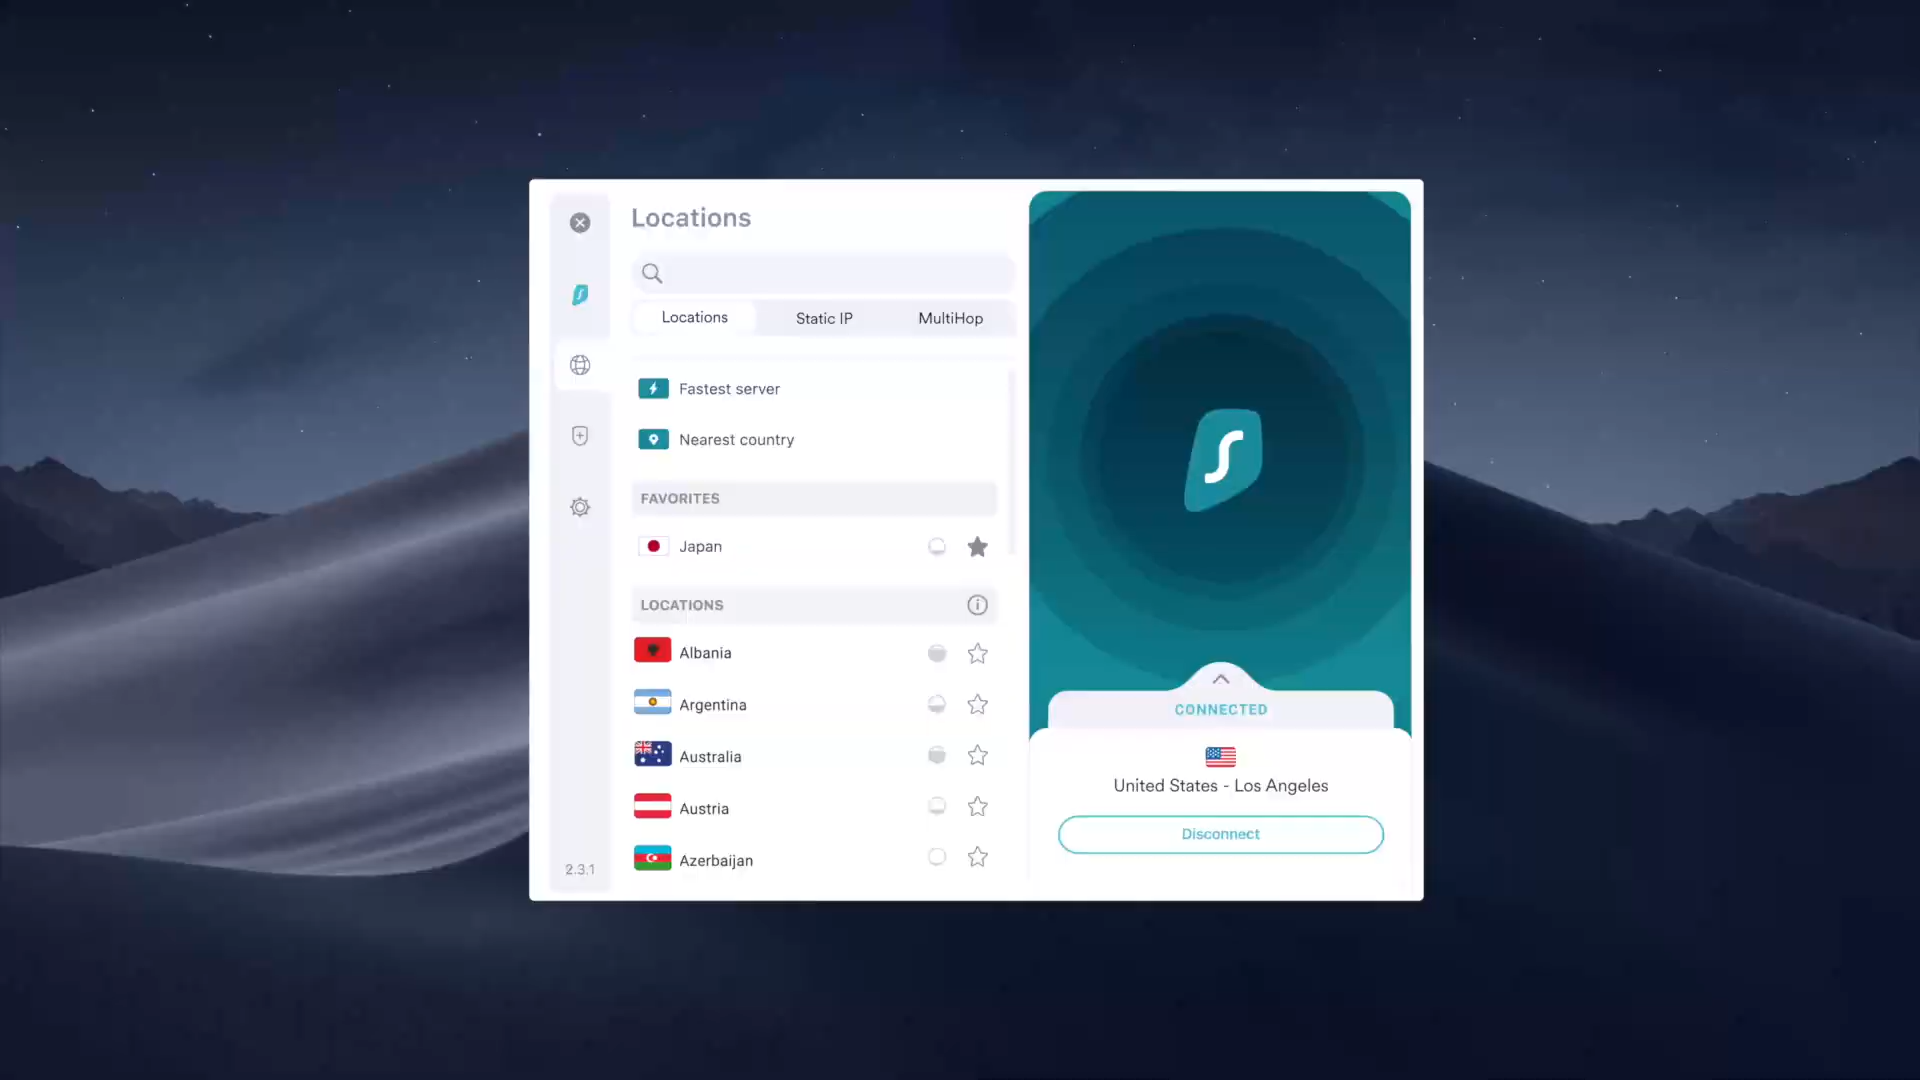 Locations
Locations
Static IP
MultiHop
Fastest server
Nearest country
FAVORITES
Japan
LOCATIONS
Albania
Argentina
Australia
Austria
Azerbaijan
2.3.1
CONNECTED
United States - Los Angeles
Disconnect